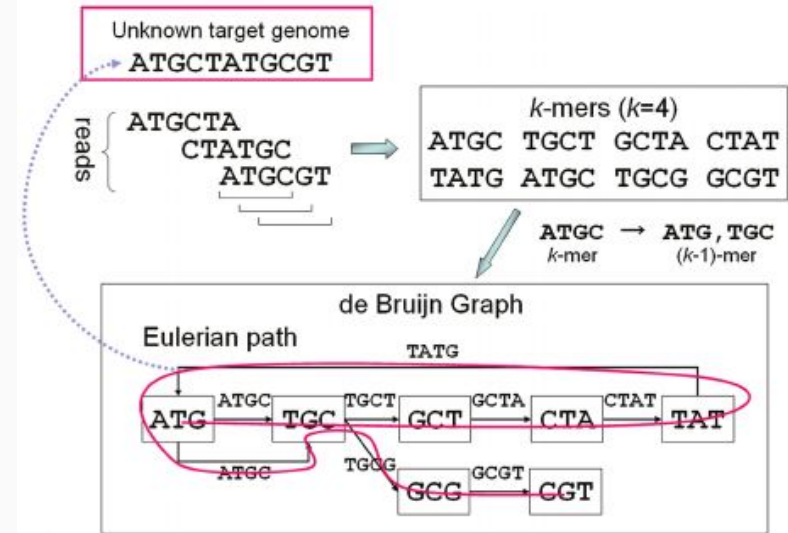 Unknown target genome
ATGCTATGCGT
reads
ATGCTA
CTATGC
ATGCGT
k-mers (k=4)
ATGC TGCT GCTA CTAT
TATG ATGC TGCG GCGT
ATGC → ATG,TGC
k-mer (k-1)-mer
de Bruijn Graph
Eulerian path
TATG
ATGC TGCT GCTA CTAT
ATG TGC GCT CTA TAT
ATGC TGCG GCGT
GCG CGT